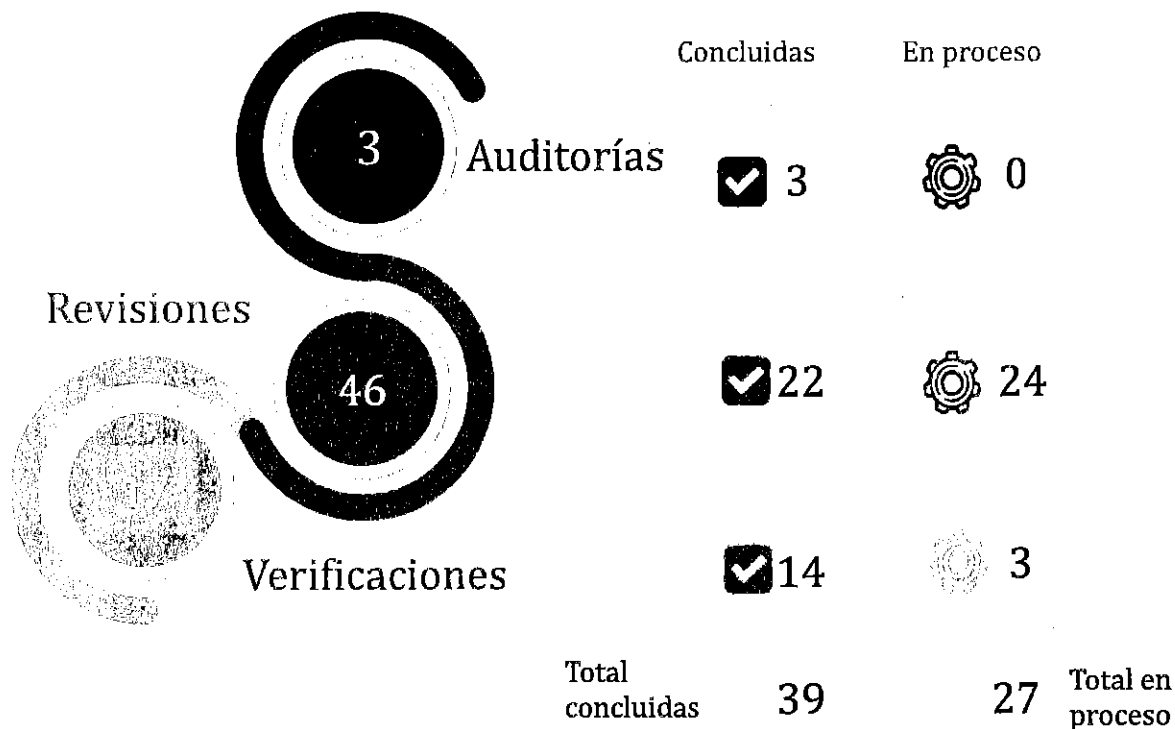 Concluidas En proceso
3 Auditorías 3 0
Revisiones
46 22 24
Verificaciones 14 3
Total concluidas 39 27 Total en proceso